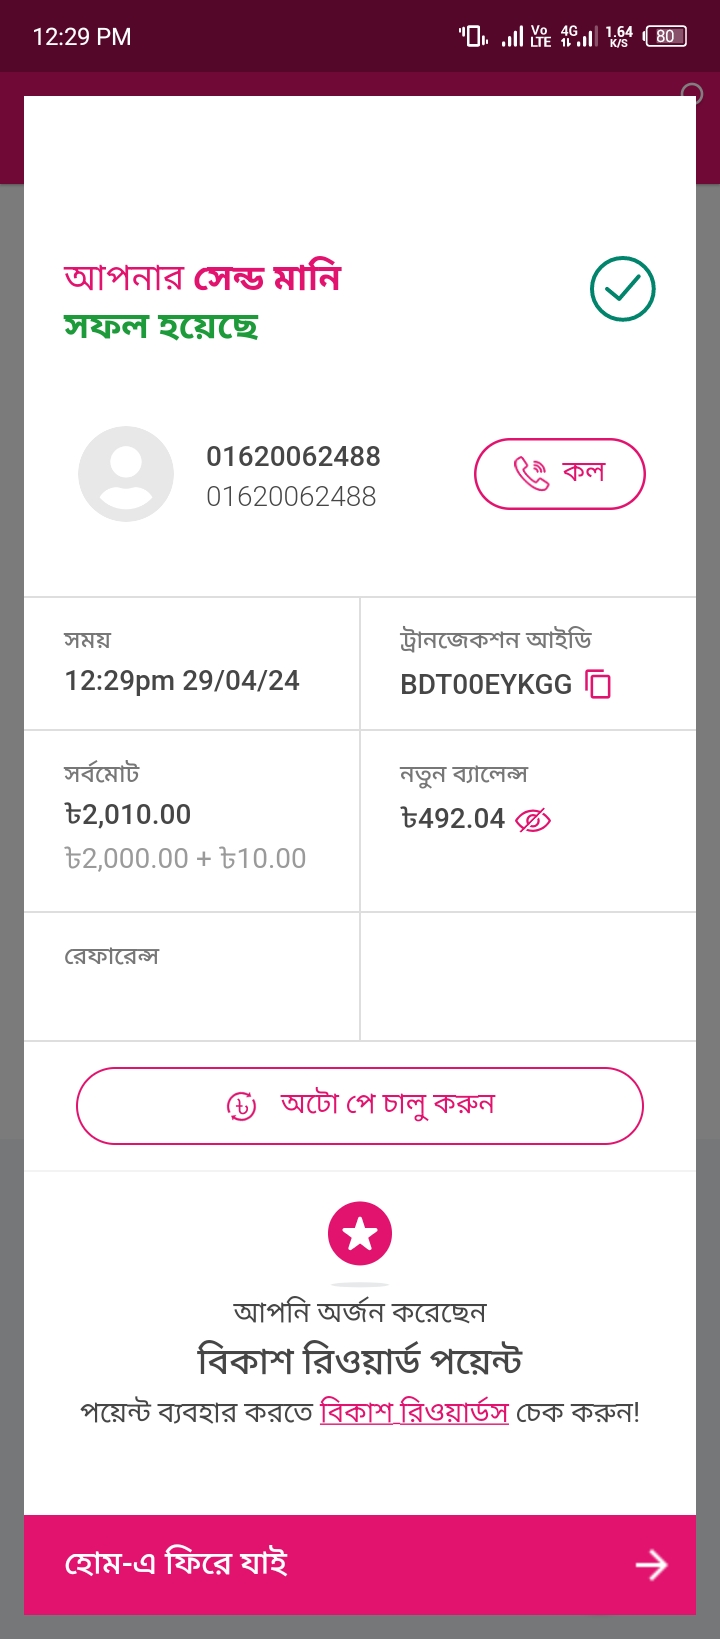 12:29 PM
Vo LTE 4G 1.64 K/S 80
আপনার সেন্ড মানি
সফল হয়েছে
01620062488
01620062488
কল
সময়
12:29pm 29/04/24
ট্রানজেকশন আইডি
BDT00EYKGG
সর্বমোট
৳2,010.00
৳2,000.00 + ৳10.00
নতুন ব্যালেন্স
৳492.04
রেফারেন্স
অটো পে চালু করুন
আপনি অর্জন করেছেন
বিকাশ রিওয়ার্ড পয়েন্ট
পয়েন্ট ব্যবহার করতে বিকাশ রিওয়ার্ডস চেক করুন!
হোম-এ ফিরে যাই